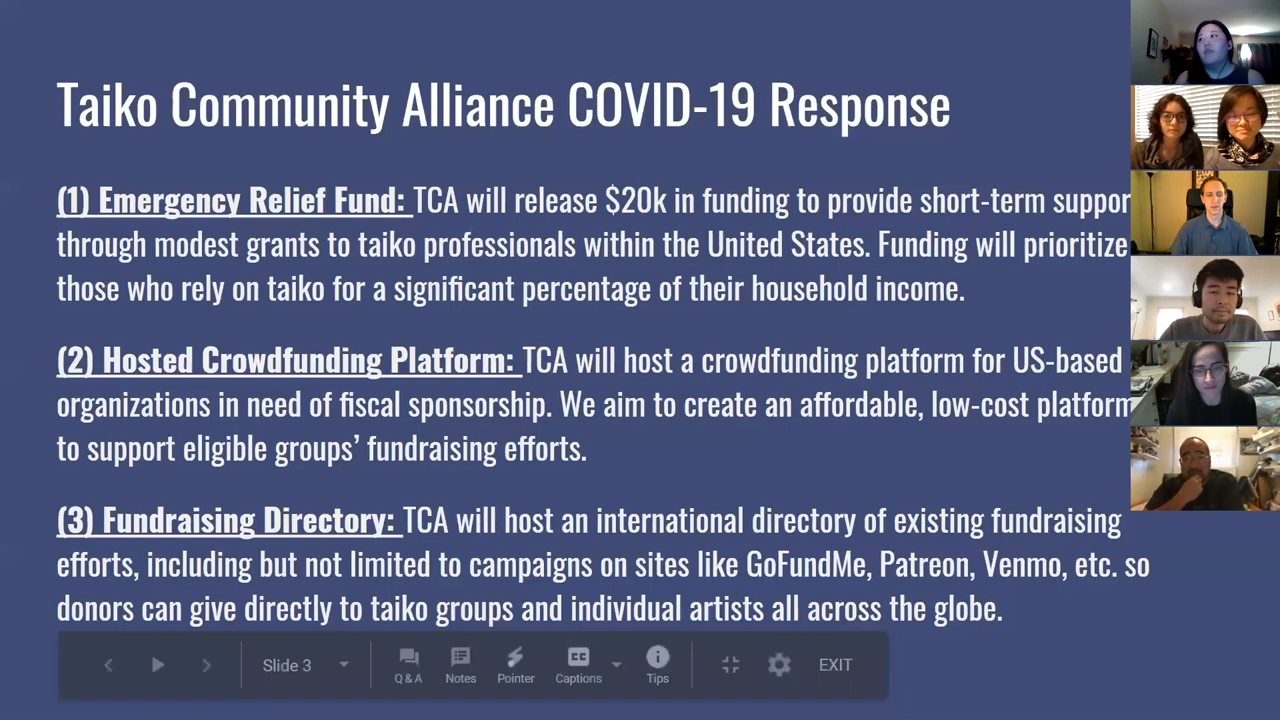 Taiko Community Alliance COVID-19 Response
(1) Emergency Relief Fund: TCA will release $20k in funding to provide short-term suppor
through modest grants to taiko professionals within the United States. Funding will prioritize
those who rely on taiko for a significant percentage of their household income.
(2) Hosted Crowdfunding Platform: TCA will host a crowdfunding platform for US-based
organizations in need of fiscal sponsorship. We aim to create an affordable, low-cost platform
to support eligible groups’ fundraising efforts.
(3) Fundraising Directory: TCA will host an international directory of existing fundraising
efforts, including but not limited to campaigns on sites like GoFundMe, Patreon, Venmo, etc. so
donors can give directly to taiko groups and individual artists all across the globe.
Slide 3
Q & A
Notes
Pointer
CC
Captions
Tips
EXIT